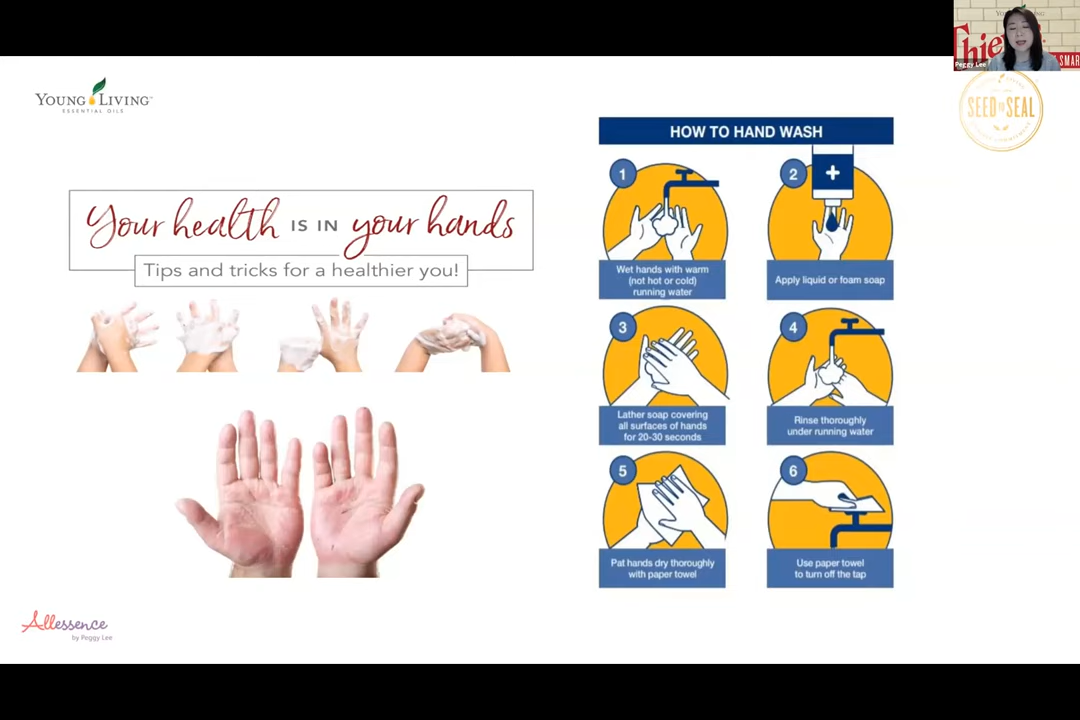 YOUNG LIVING
ESSENTIAL OILS
Your health IS IN your hands
Tips and tricks for a healthier you!
Allessence
by Peggy Lee
HOW TO HAND WASH
1
Wet hands with warm
(not hot or cold)
running water
2
Apply liquid or foam soap
3
Lather soap covering
all surfaces of hands
for 20-30 seconds
4
Rinse thoroughly
under running water
5
Pat hands dry thoroughly
with paper towel
6
Use paper towel
to turn off the tap
Peggy Lee
SEED TO SEAL